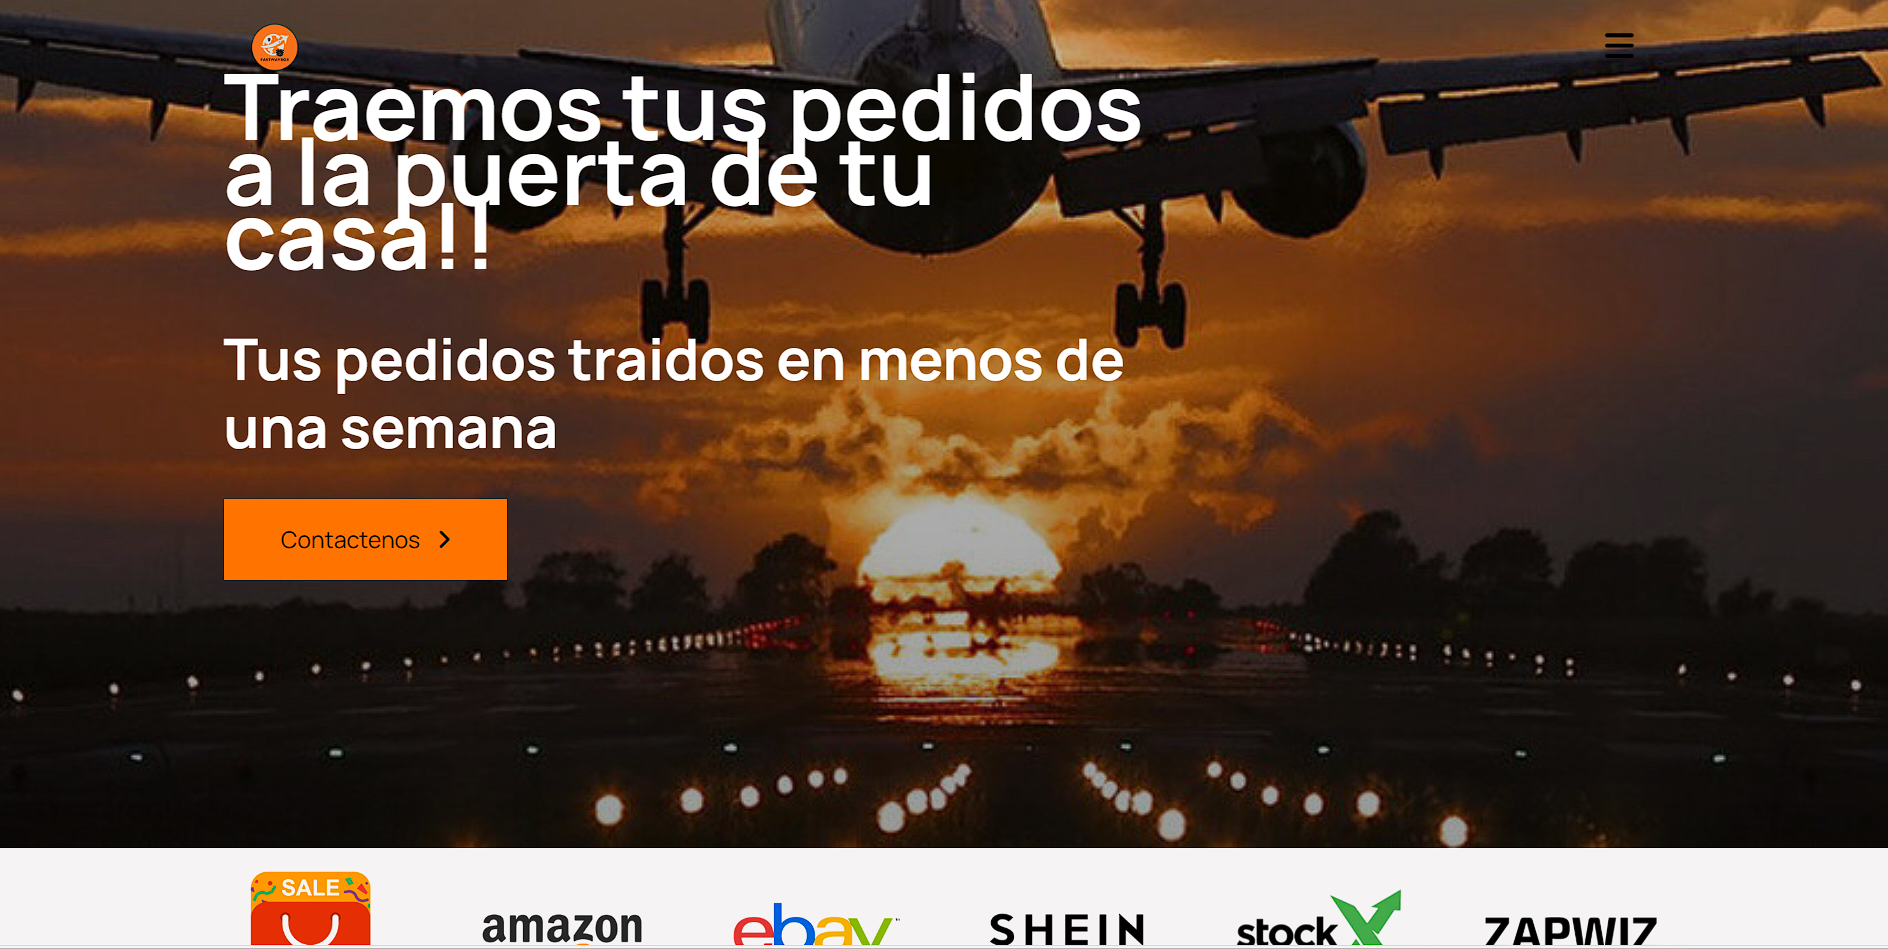 FASTWAYBOX
Traemos tus pedidos
a la puerta de tu
casa!!
Tus pedidos traidos en menos de
una semana
Contactenos
SALE
amazon
ebay
SHEIN
stock X
ZAPWIZ